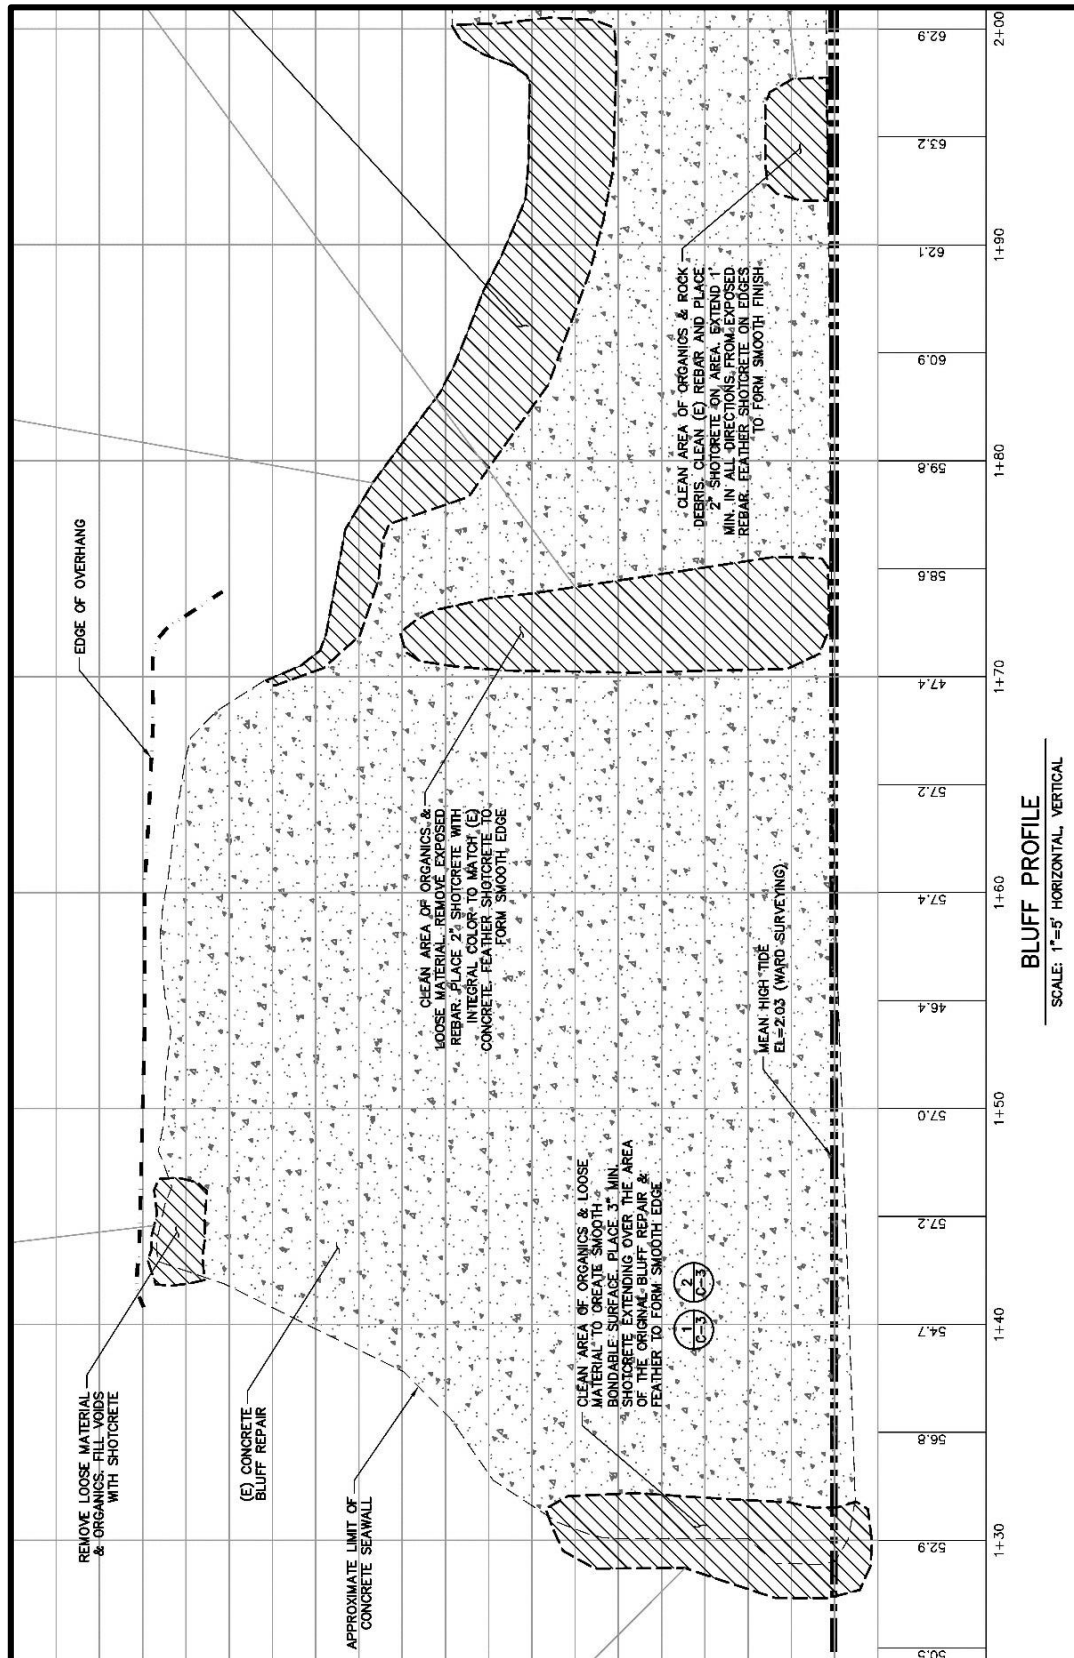 EDGE OF OVERHANG
REMOVE LOOSE MATERIAL
& ORGANICS. FILL VOIDS
WITH SHOTCRETE
(E) CONCRETE
BLUFF REPAIR
APPROXIMATE LIMIT OF
CONCRETE SEAWALL
CLEAN AREA OF ORGANICS &
LOOSE MATERIAL. REMOVE EXPOSED
REBAR. PLACE 2" SHOTCRETE WITH
INTEGRAL COLOR TO MATCH (E)
CONCRETE. FEATHER SHOTCRETE TO
FORM SMOOTH EDGE
CLEAN AREA OF ORGANICS & LOOSE
MATERIAL TO CREATE SMOOTH
BONDABLE SURFACE. PLACE 3" MIN.
SHOTCRETE EXTENDING OVER THE AREA
OF THE ORIGINAL BLUFF REPAIR &
FEATHER TO FORM SMOOTH EDGE
1
C-3
2
C-3
CLEAN AREA OF ORGANICS & ROCK
DEBRIS. CLEAN (E) REBAR AND PLACE
2" SHOTCRETE ON AREA. EXTEND 1'
MIN. IN ALL DIRECTIONS FROM EXPOSED
REBAR. FEATHER SHOTCRETE ON EDGES
TO FORM SMOOTH FINISH
MEAN HIGH TIDE
EL=2.03 (WARD SURVEYING)
50.5
52.9
56.8
54.7
57.2
57.0
46.4
57.4
57.2
47.4
58.6
59.8
60.9
62.1
63.2
62.9
1+30
1+40
1+50
1+60
1+70
1+80
1+90
2+00
BLUFF PROFILE
SCALE: 1"=5' HORIZONTAL, VERTICAL